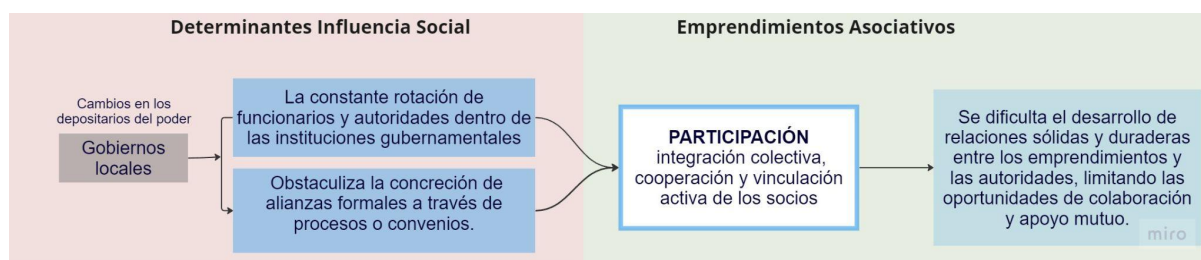 Determinantes Influencia Social
Emprendimientos Asociativos
Cambios en los
depositarios del poder
Gobiernos
locales
La constante rotación de
funcionarios y autoridades dentro de
las instituciones gubernamentales
Obstaculiza la concreción de
alianzas formales a través de
procesos o convenios.
PARTICIPACIÓN
integración colectiva,
cooperación y vinculación
activa de los socios
Se dificulta el desarrollo de
relaciones sólidas y duraderas
entre los emprendimientos y
las autoridades, limitando las
oportunidades de colaboración
y apoyo mutuo.
miro